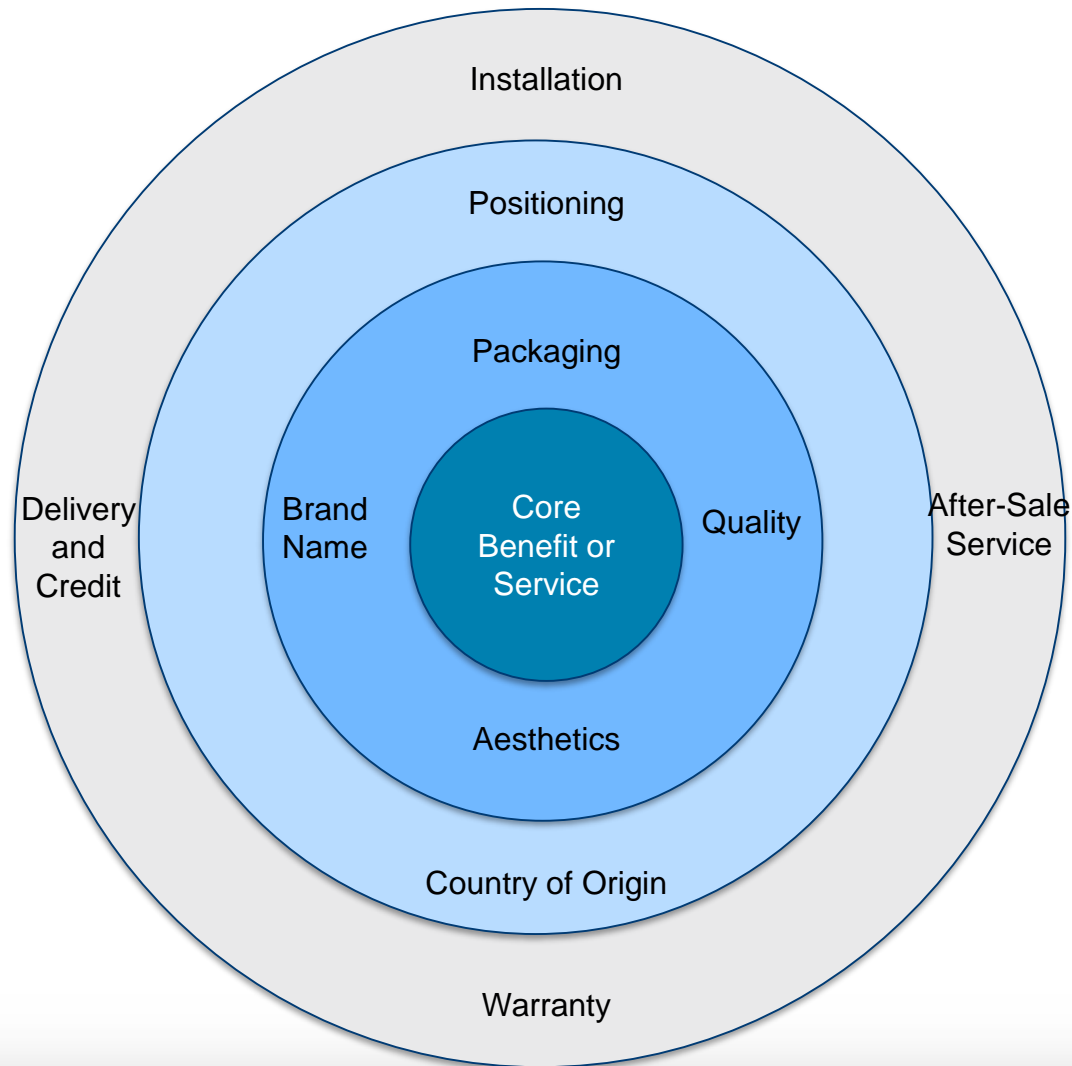 Installation
Positioning
Packaging
Delivery
and
Credit
Brand
Name
Core
Benefit or
Service
Quality
After-Sale
Service
Aesthetics
Country of Origin
Warranty